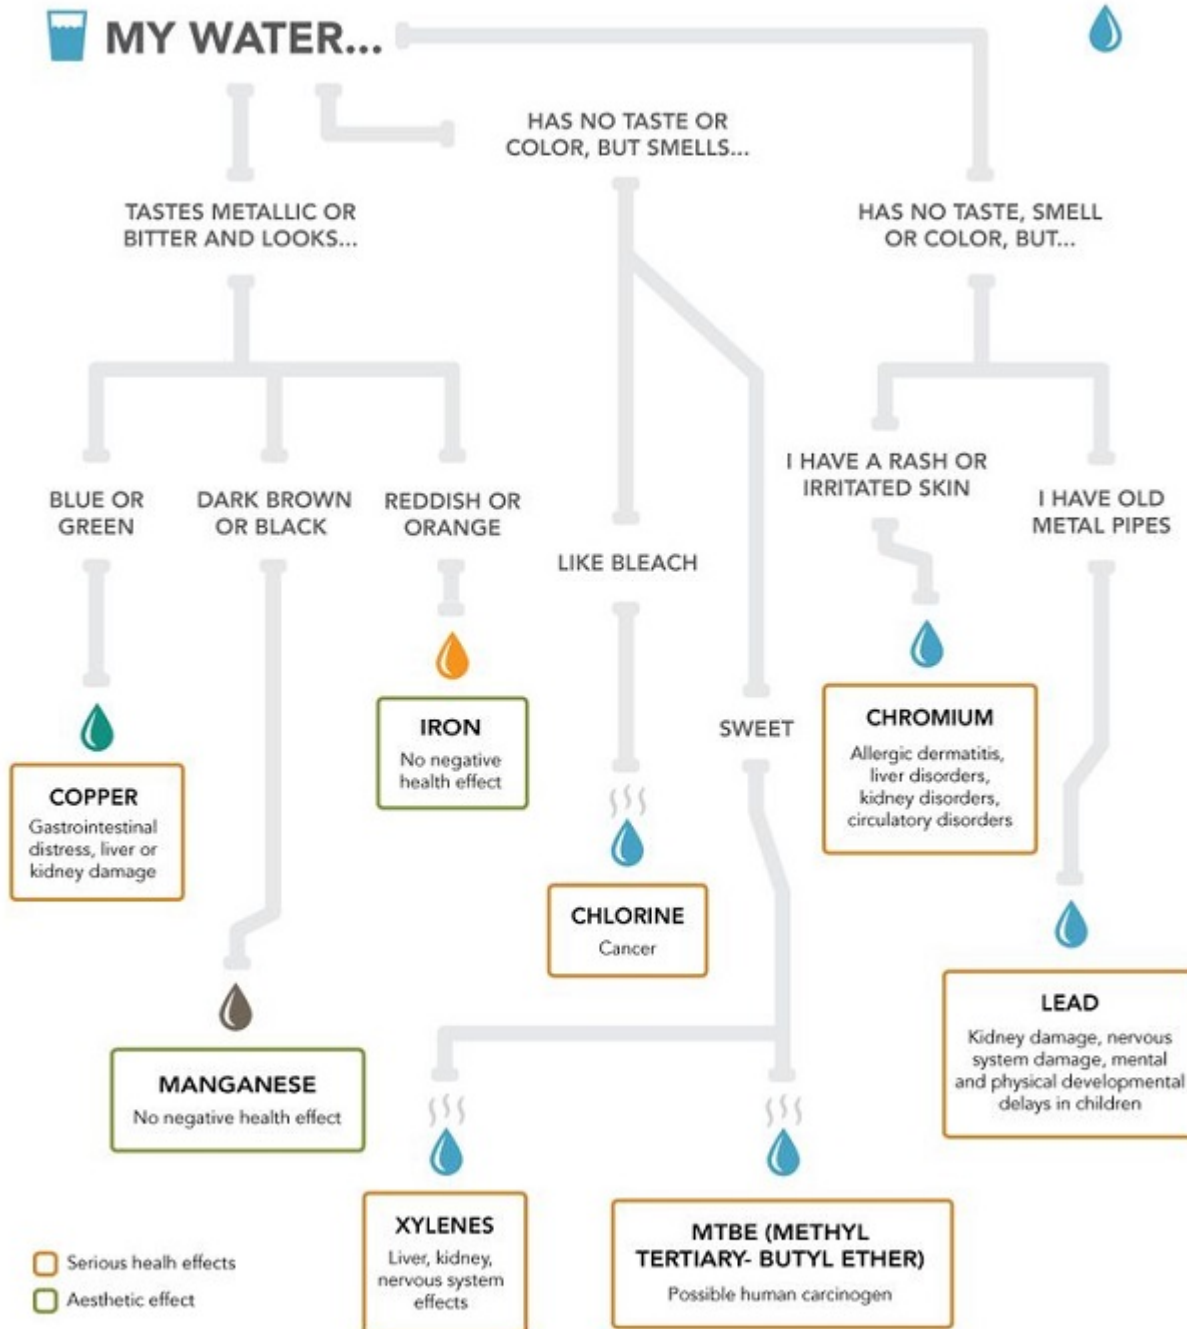 MY WATER...
HAS NO TASTE OR
COLOR, BUT SMELLS...
TASTES METALLIC OR
BITTER AND LOOKS...
HAS NO TASTE, SMELL
OR COLOR, BUT...
BLUE OR
GREEN
DARK BROWN
OR BLACK
REDDISH OR
ORANGE
LIKE BLEACH
I HAVE A RASH OR
IRRITATED SKIN
I HAVE OLD
METAL PIPES
SWEET
COPPER
Gastrointestinal
distress, liver or
kidney damage
IRON
No negative
health effect
CHROMIUM
Allergic dermatitis,
liver disorders,
kidney disorders,
circulatory disorders
CHLORINE
Cancer
LEAD
Kidney damage, nervous
system damage, mental
and physical developmental
delays in children
MANGANESE
No negative health effect
XYLENES
Liver, kidney,
nervous system
effects
MTBE (METHYL
TERTIARY- BUTYL ETHER)
Possible human carcinogen
Serious healh effects
Aesthetic effect